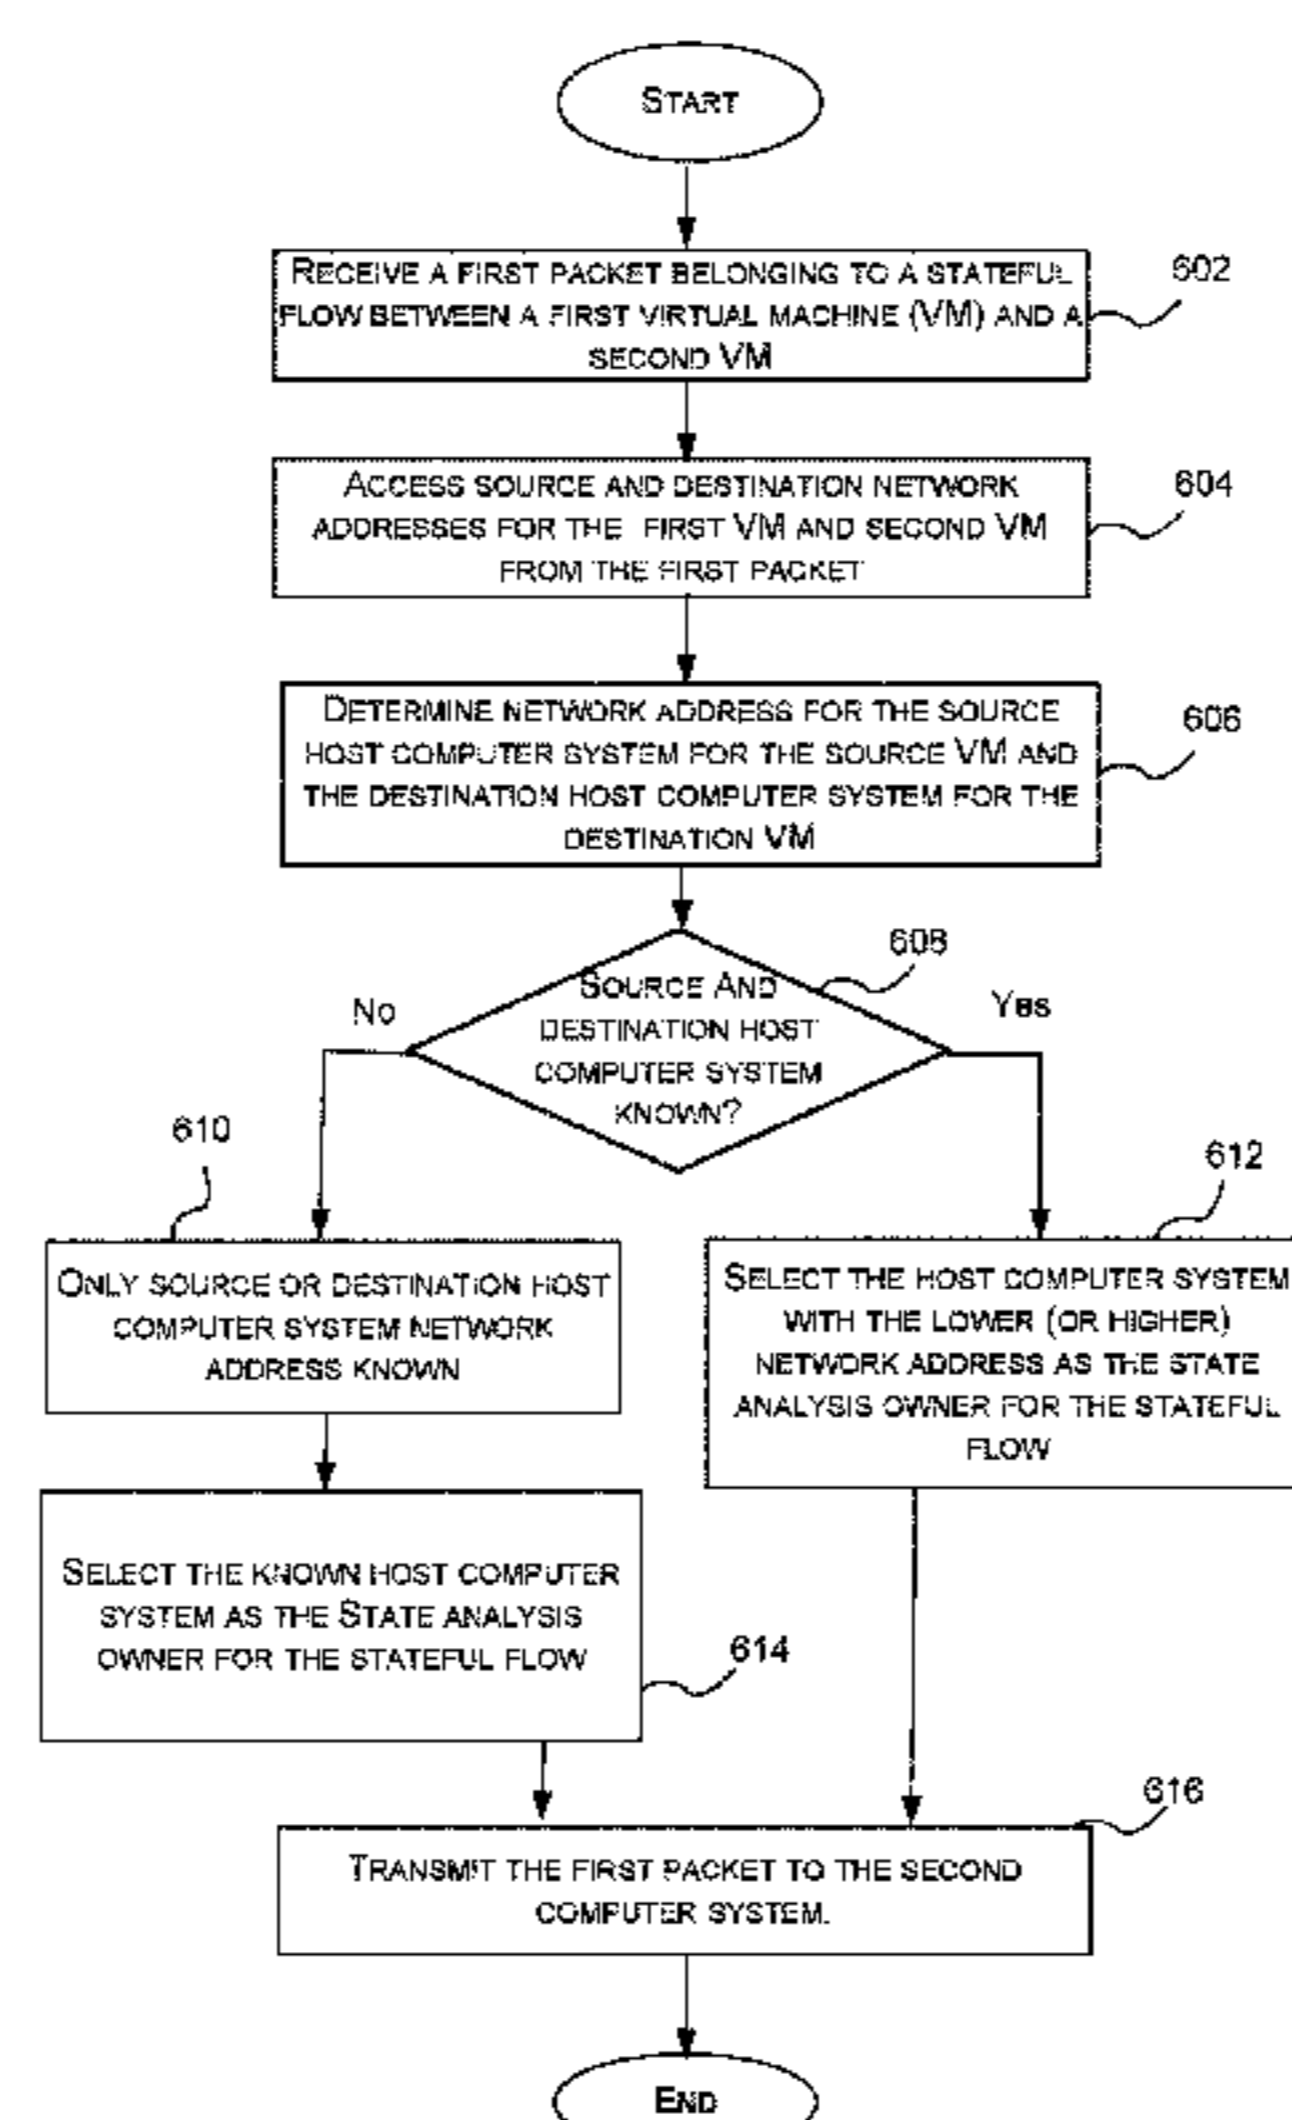 START
RECEIVE A FIRST PACKET BELONGING TO A STATEFUL
FLOW BETWEEN A FIRST VIRTUAL MACHINE (VM) AND A
SECOND VM
602
ACCESS SOURCE AND DESTINATION NETWORK
ADDRESSES FOR THE FIRST VM AND SECOND VM
FROM THE FIRST PACKET
604
DETERMINE NETWORK ADDRESS FOR THE SOURCE
HOST COMPUTER SYSTEM FOR THE SOURCE VM AND
THE DESTINATION HOST COMPUTER SYSTEM FOR THE
DESTINATION VM
606
608
SOURCE AND
DESTINATION HOST
COMPUTER SYSTEM
KNOWN?
No
Yes
610
ONLY SOURCE OR DESTINATION HOST
COMPUTER SYSTEM NETWORK
ADDRESS KNOWN
612
SELECT THE HOST COMPUTER SYSTEM
WITH THE LOWER (OR HIGHER)
NETWORK ADDRESS AS THE STATE
ANALYSIS OWNER FOR THE STATEFUL
FLOW
SELECT THE KNOWN HOST COMPUTER
SYSTEM AS THE STATE ANALYSIS
OWNER FOR THE STATEFUL FLOW
614
616
TRANSMIT THE FIRST PACKET TO THE SECOND
COMPUTER SYSTEM.
END